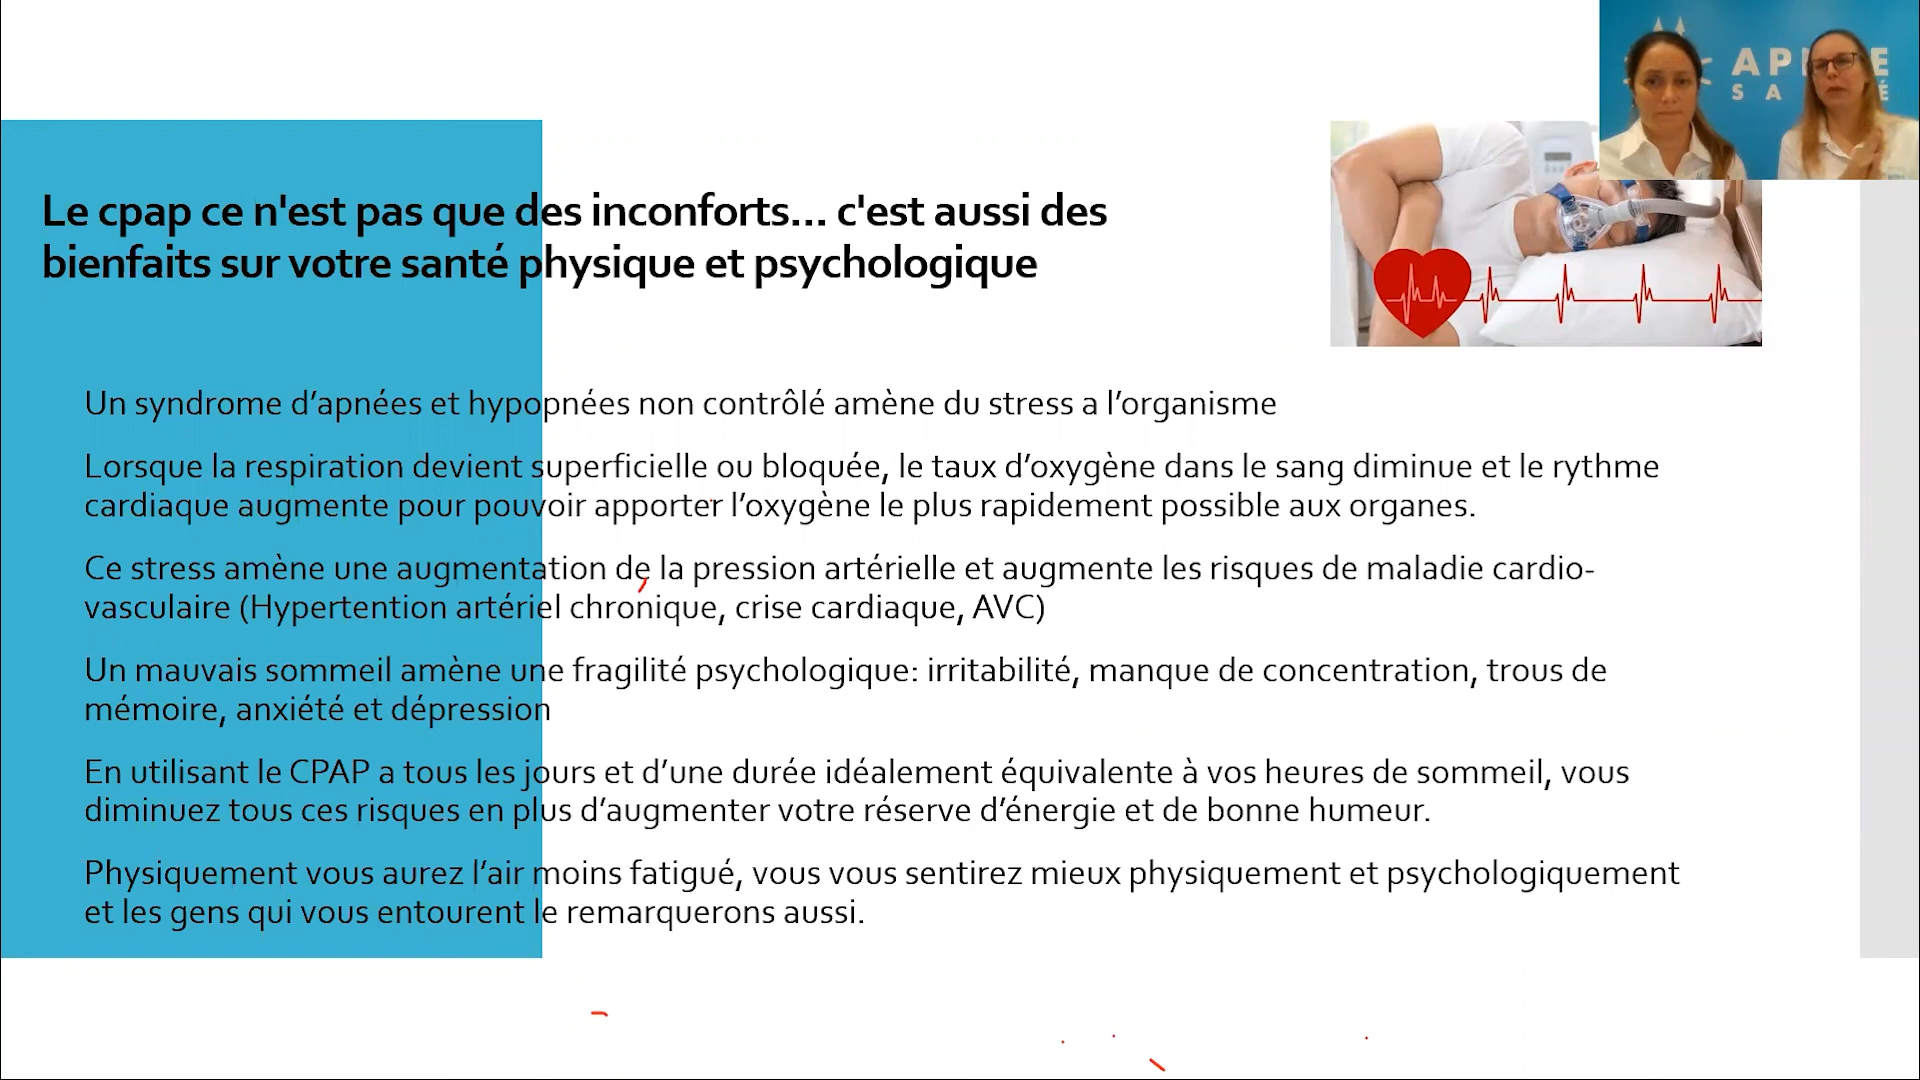 Le cpap ce n'est pas que des inconforts... c'est aussi des
bienfaits sur votre santé physique et psychologique
Un syndrome d’apnées et hypopnées non contrôlé amène du stress a l’organisme
Lorsque la respiration devient superficielle ou bloquée, le taux d’oxygène dans le sang diminue et le rythme
cardiaque augmente pour pouvoir apporter l’oxygène le plus rapidement possible aux organes.
Ce stress amène une augmentation de la pression artérielle et augmente les risques de maladie cardio-
vasculaire (Hypertention artériel chronique, crise cardiaque, AVC)
Un mauvais sommeil amène une fragilité psychologique: irritabilité, manque de concentration, trous de
mémoire, anxiété et dépression
En utilisant le CPAP a tous les jours et d’une durée idéalement équivalente à vos heures de sommeil, vous
diminuez tous ces risques en plus d’augmenter votre réserve d’énergie et de bonne humeur.
Physiquement vous aurez l’air moins fatigué, vous vous sentirez mieux physiquement et psychologiquement
et les gens qui vous entourent le remarquerons aussi.